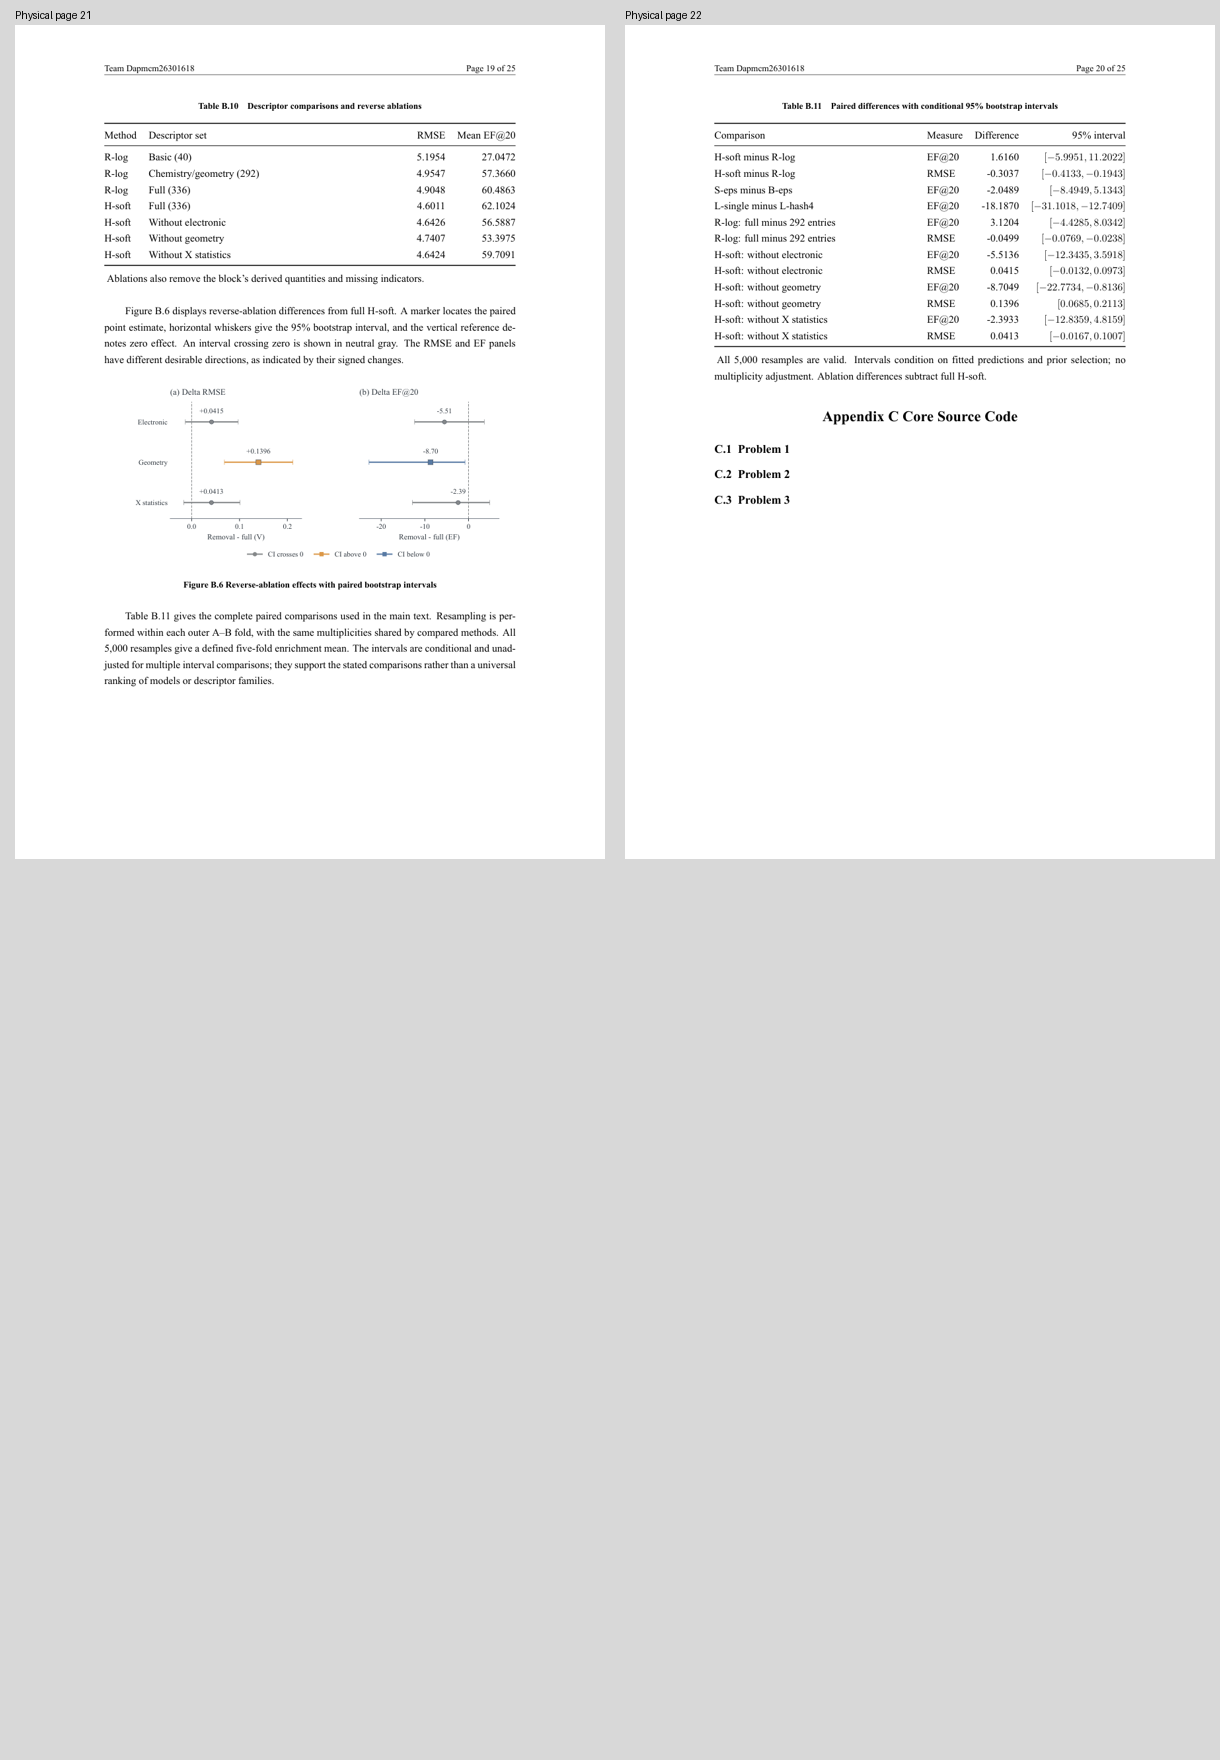 Physical page 21
Team Dapmcm26301618 Page 19 of 25
Table B.10 Descriptor comparisons and reverse ablations
Method Descriptor set RMSE Mean EF@20
R-log Basic (40) 5.1954 27.0472
R-log Chemistry/geometry (292) 4.9547 57.3660
R-log Full (336) 4.9048 60.4863
H-soft Full (336) 4.6011 62.1024
H-soft Without electronic 4.6426 56.5887
H-soft Without geometry 4.7407 53.3975
H-soft Without X statistics 4.6424 59.7091
Ablations also remove the block's derived quantities and missing indicators.
Figure B.6 displays reverse-ablation differences from full H-soft. A marker locates the paired
point estimate, horizontal whiskers give the 95% bootstrap interval, and the vertical reference de-
notes zero effect. An interval crossing zero is shown in neutral gray. The RMSE and EF panels
have different desirable directions, as indicated by their signed changes.
(a) Delta RMSE (b) Delta EF@20
+0.0415 -5.51
Electronic
+0.1396 -8.70
Geometry
+0.0413 -2.39
X statistics
0.0 0.1 0.2 -20 -10 0
Removal - full (V) Removal - full (EF)
CI crosses 0 CI above 0 CI below 0
Figure B.6 Reverse-ablation effects with paired bootstrap intervals
Table B.11 gives the complete paired comparisons used in the main text. Resampling is per-
formed within each outer A–B fold, with the same multiplicities shared by compared methods. All
5,000 resamples give a defined five-fold enrichment mean. The intervals are conditional and unad-
justed for multiple interval comparisons; they support the stated comparisons rather than a universal
ranking of models or descriptor families.
Physical page 22
Team Dapmcm26301618 Page 20 of 25
Table B.11 Paired differences with conditional 95% bootstrap intervals
Comparison Measure Difference 95% interval
H-soft minus R-log EF@20 1.6160 [−5.9951, 11.2022]
H-soft minus R-log RMSE -0.3037 [−0.4133, −0.1943]
S-eps minus B-eps EF@20 -2.0489 [−8.4949, 5.1343]
L-single minus L-hash4 EF@20 -18.1870 [−31.1018, −12.7409]
R-log: full minus 292 entries EF@20 3.1204 [−4.4285, 8.0342]
R-log: full minus 292 entries RMSE -0.0499 [−0.0769, −0.0238]
H-soft: without electronic EF@20 -5.5136 [−12.3435, 3.5918]
H-soft: without electronic RMSE 0.0415 [−0.0132, 0.0973]
H-soft: without geometry EF@20 -8.7049 [−22.7734, −0.8136]
H-soft: without geometry RMSE 0.1396 [0.0685, 0.2113]
H-soft: without X statistics EF@20 -2.3933 [−12.8359, 4.8159]
H-soft: without X statistics RMSE 0.0413 [−0.0167, 0.1007]
All 5,000 resamples are valid. Intervals condition on fitted predictions and prior selection; no
multiplicity adjustment. Ablation differences subtract full H-soft.
Appendix C Core Source Code
C.1 Problem 1
C.2 Problem 2
C.3 Problem 3